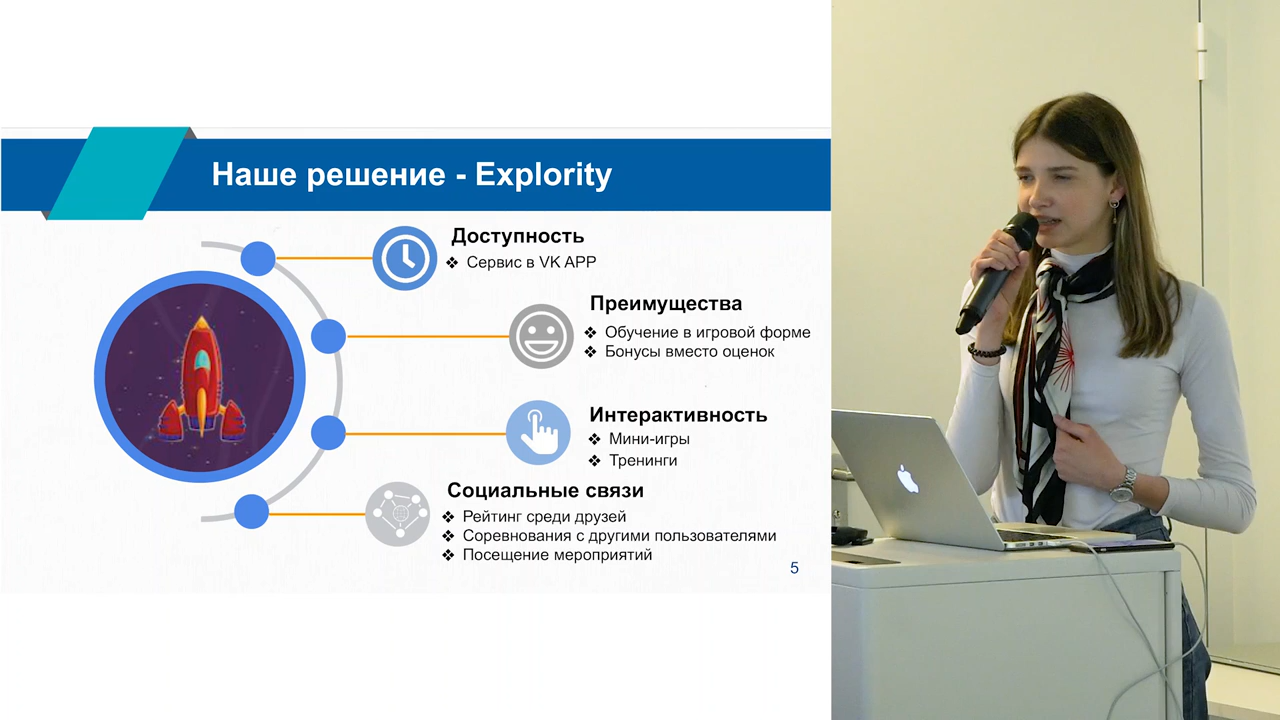 Наше решение - Explority
Доступность
❖ Сервис в VK APP
Преимущества
❖ Обучение в игровой форме
❖ Бонусы вместо оценок
Интерактивность
❖ Мини-игры
❖ Тренинги
Социальные связи
❖ Рейтинг среди друзей
❖ Соревнования с другими пользователями
❖ Посещение мероприятий
5